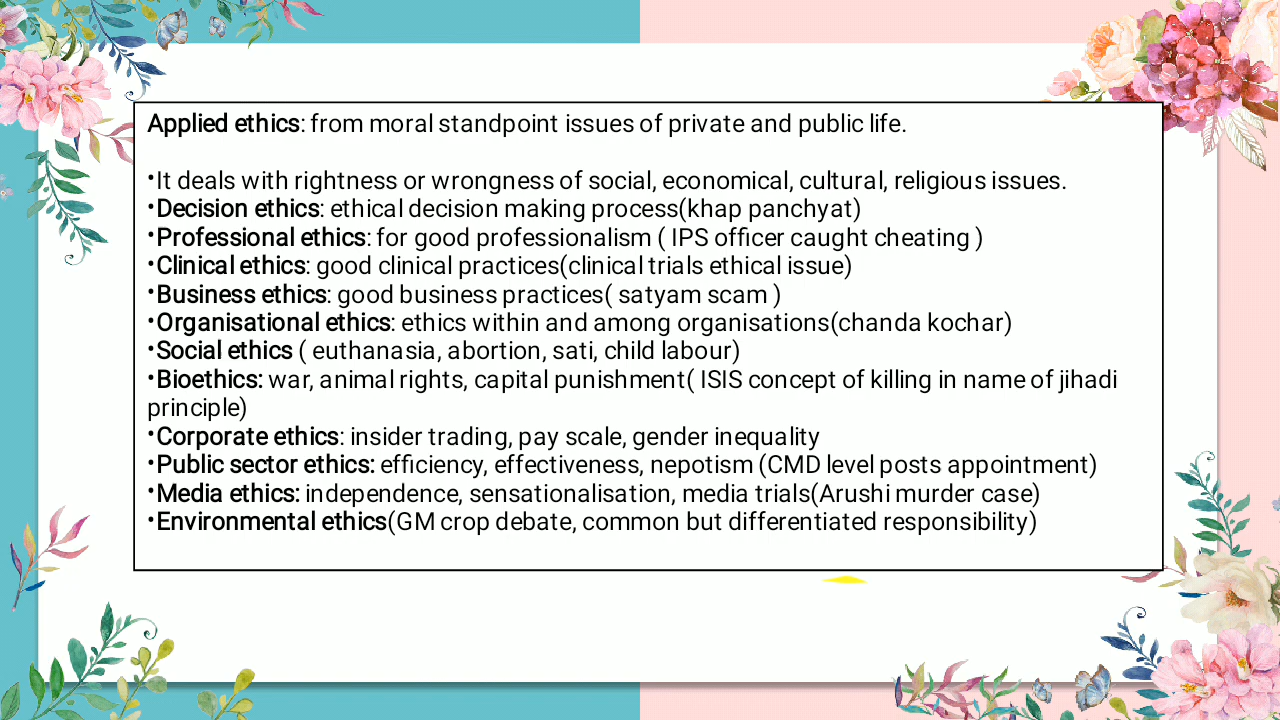 Applied ethics: from moral standpoint issues of private and public life.
•It deals with rightness or wrongness of social, economical, cultural, religious issues.
•Decision ethics: ethical decision making process(khap panchyat)
•Professional ethics: for good professionalism ( IPS officer caught cheating )
•Clinical ethics: good clinical practices(clinical trials ethical issue)
•Business ethics: good business practices( satyam scam )
•Organisational ethics: ethics within and among organisations(chanda kochar)
•Social ethics ( euthanasia, abortion, sati, child labour)
•Bioethics: war, animal rights, capital punishment( ISIS concept of killing in name of jihadi
principle)
•Corporate ethics: insider trading, pay scale, gender inequality
•Public sector ethics: efficiency, effectiveness, nepotism (CMD level posts appointment)
•Media ethics: independence, sensationalisation, media trials(Arushi murder case)
•Environmental ethics(GM crop debate, common but differentiated responsibility)